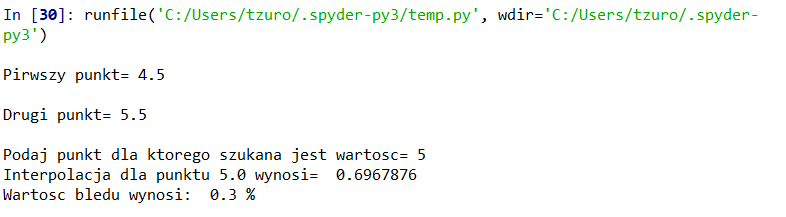 In [30]: runfile('C:/Users/tzuro/.spyder-py3/temp.py', wdir='C:/Users/tzuro/.spyder-
py3')
Pirwszy punkt= 4.5
Drugi punkt= 5.5
Podaj punkt dla ktorego szukana jest wartosc= 5
Interpolacja dla punktu 5.0 wynosi=  0.6967876
Wartosc bledu wynosi:  0.3 %